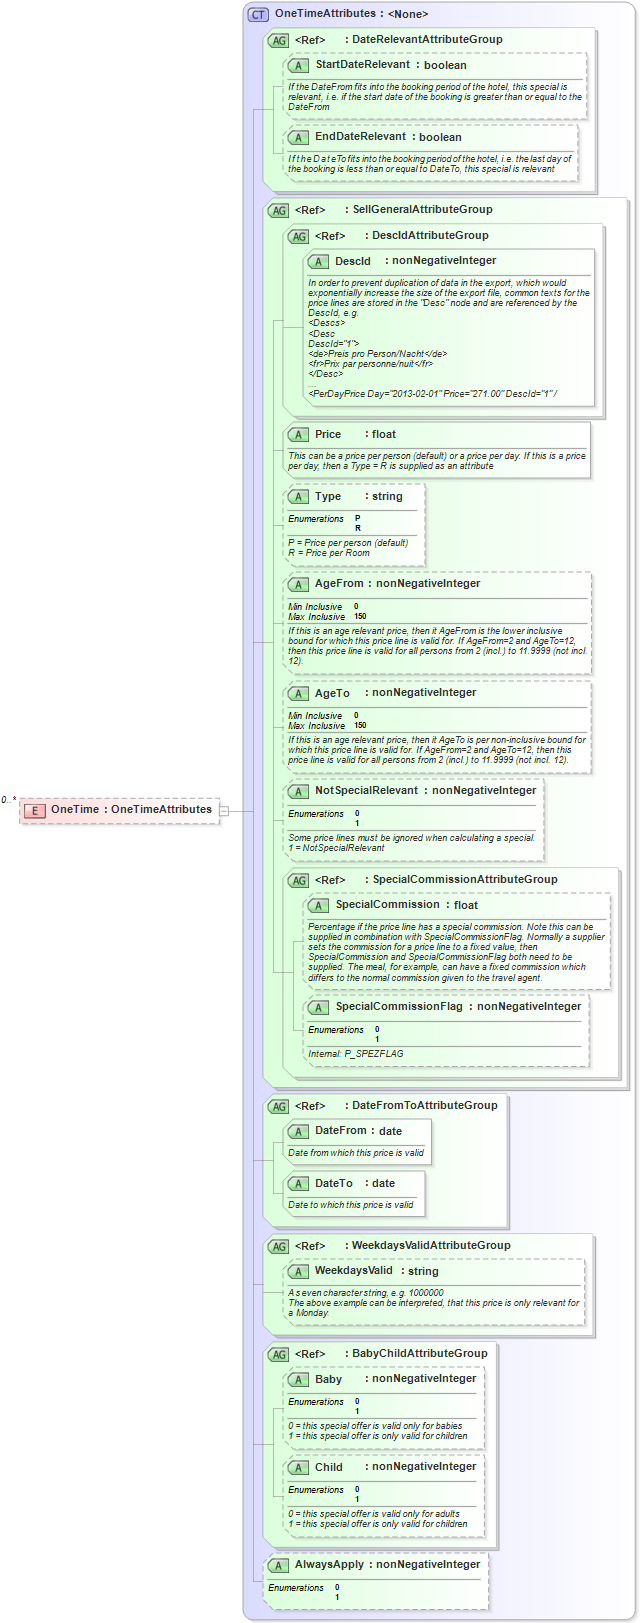 CT OneTimeAttributes : <None>
AG <Ref> : DateRelevantAttributeGroup
A StartDateRelevant : boolean
If the DateFrom fits into the booking period of the hotel, this special is
relevant, i.e. if the start date of the booking is greater than or equal to the
DateFrom
A EndDateRelevant : boolean
If the DateTo fits into the booking period of the hotel, i.e. the last day of
the booking is less than or equal to DateTo, this special is relevant
AG <Ref> : SellGeneralAttributeGroup
AG <Ref> : DescIdAttributeGroup
A DescId : nonNegativeInteger
In order to prevent duplication of data in the export, which would
exponentially increase the size of the export file, common texts for the
price lines are stored in the "Desc" node and are referenced by the
DescId, e.g.
<Descs>
<Desc
DescId="1">
<de>Preis pro Person/Nacht</de>
<fr>Prix par personne/nuit</fr>
</Desc>
...
<PerDayPrice Day="2013-02-01" Price="271.00" DescId="1" /
A Price : float
This can be a price per person (default) or a price per day. If this is a price
per day, then a Type = R is supplied as an attribute
A Type : string
Enumerations P
R
P = Price per person (default)
R = Price per Room
A AgeFrom : nonNegativeInteger
Min Inclusive 0
Max Inclusive 150
If this is an age relevant price, then it AgeFrom is the lower inclusive
bound for which this price line is valid for. If AgeFrom=2 and AgeTo=12,
then this price line is valid for all persons from 2 (incl.) to 11.9999 (not incl.
12).
A AgeTo : nonNegativeInteger
Min Inclusive 0
Max Inclusive 150
If this is an age relevant price, then it AgeTo is per non-inclusive bound for
which this price line is valid for. If AgeFrom=2 and AgeTo=12, then this
price line is valid for all persons from 2 (incl.) to 11.9999 (not incl. 12).
A NotSpecialRelevant : nonNegativeInteger
Enumerations 0
1
Some price lines must be ignored when calculating a special.
1 = NotSpecialRelevant
0..*
E OneTime : OneTimeAttributes
AG <Ref> : SpecialCommissionAttributeGroup
A SpecialCommission : float
Percentage if the price line has a special commission. Note this can be
supplied in combination with SpecialCommissionFlag. Normally a supplier
sets the commission for a price line to a fixed value, then
SpecialCommission and SpecialCommissionFlag both need to be
supplied. The meal, for example, can have a fixed commission which
differs to the normal commission given to the travel agent.
A SpecialCommissionFlag : nonNegativeInteger
Enumerations 0
1
Internal: P_SPEZFLAG
AG <Ref> : DateFromToAttributeGroup
A DateFrom : date
Date from which this price is valid
A DateTo : date
Date to which this price is valid
AG <Ref> : WeekdaysValidAttributeGroup
A WeekdaysValid : string
A seven character string, e.g. 1000000
The above example can be interpreted, that this price is only relevant for
a Monday.
AG <Ref> : BabyChildAttributeGroup
A Baby : nonNegativeInteger
Enumerations 0
1
0 = this special offer is valid only for babies
1 = this special offer is only valid for children
A Child : nonNegativeInteger
Enumerations 0
1
0 = this special offer is valid only for adults
1 = this special offer is only valid for children
A AlwaysApply : nonNegativeInteger
Enumerations 0
1